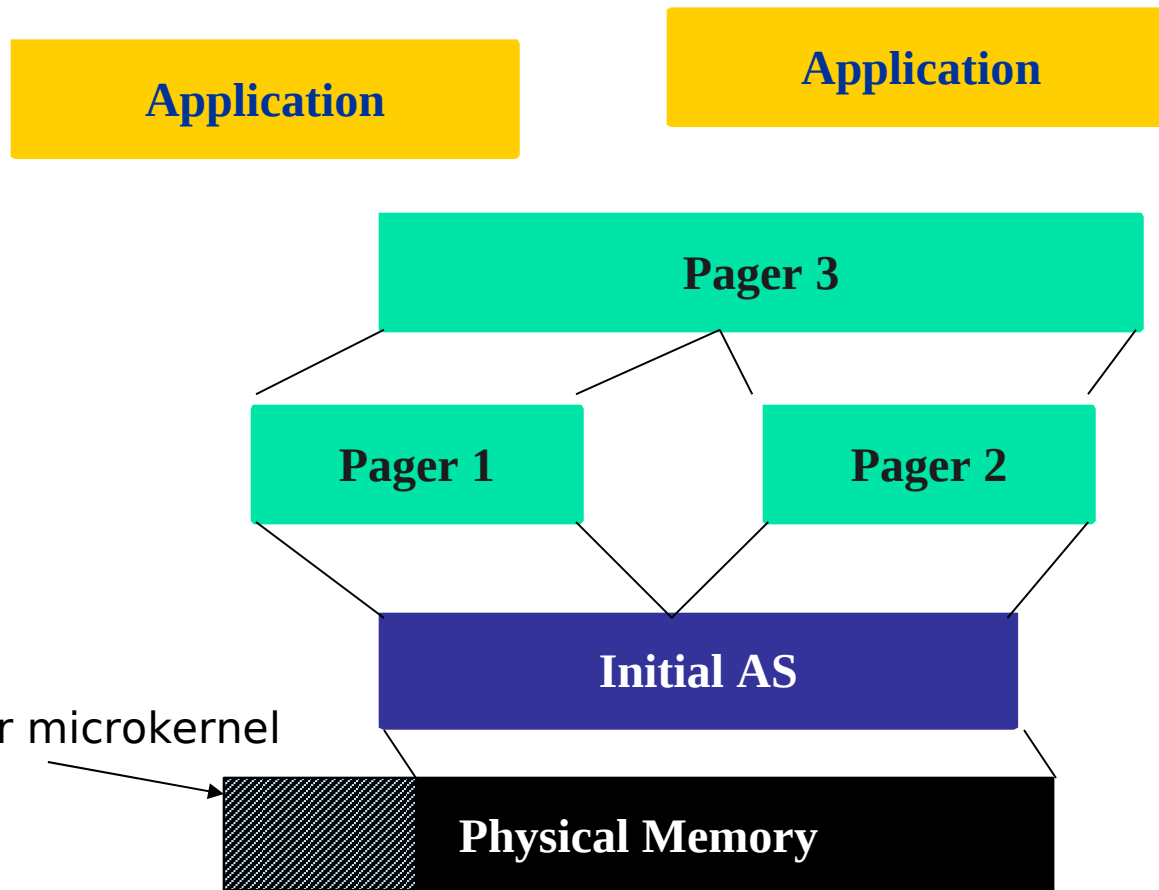 Application
Application
Pager 3
Pager 1
Pager 2
Initial AS
r microkernel
Physical Memory